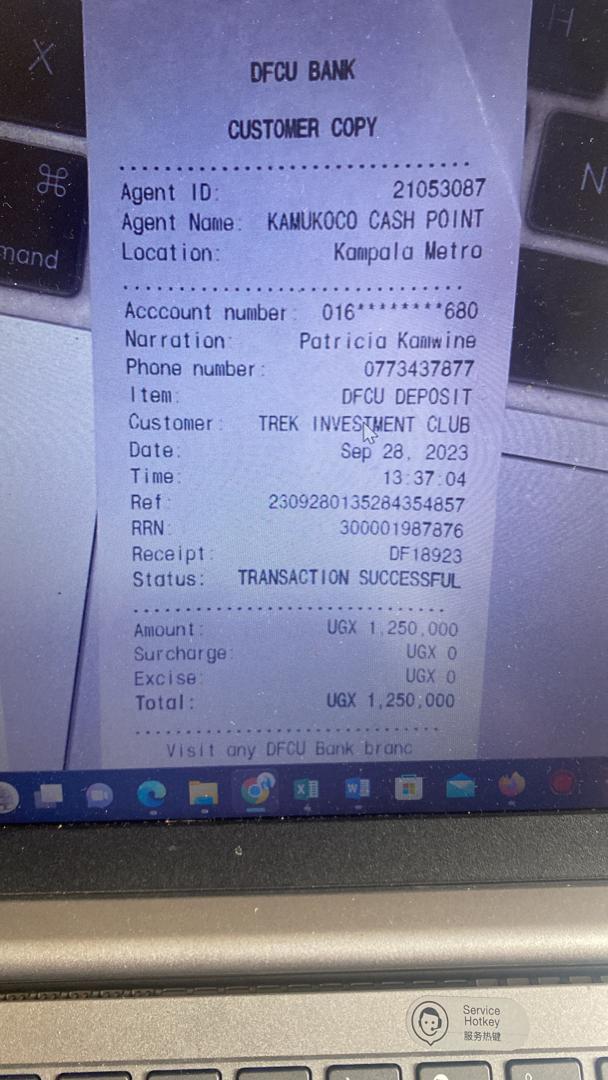 X
H
⌘
N
mand
DFCU BANK
CUSTOMER COPY
Agent ID: 21053087
Agent Name: KAMUKOCO CASH POINT
Location: Kampala Metro
Acccount number: 016********680
Narration: Patricia Kamwine
Phone number: 0773437877
Item: DFCU DEPOSIT
Customer: TREK INVESTMENT CLUB
Date: Sep 28, 2023
Time: 13:37:04
Ref: 2309280135284354857
RRN: 300001987876
Receipt: DF18923
Status: TRANSACTION SUCCESSFUL
Amount: UGX 1,250,000
Surcharge: UGX 0
Excise: UGX 0
Total: UGX 1,250,000
Visit any DFCU Bank branc
Service
Hotkey
服务热键